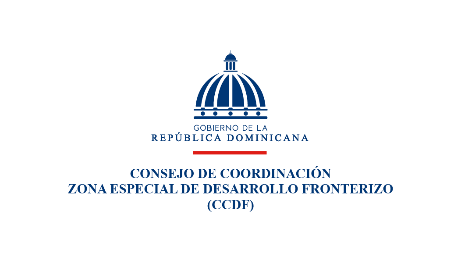 GOBIERNO DE LA
REPÚBLICA DOMINICANA
CONSEJO DE COORDINACIÓN
ZONA ESPECIAL DE DESARROLLO FRONTERIZO
(CCDF)